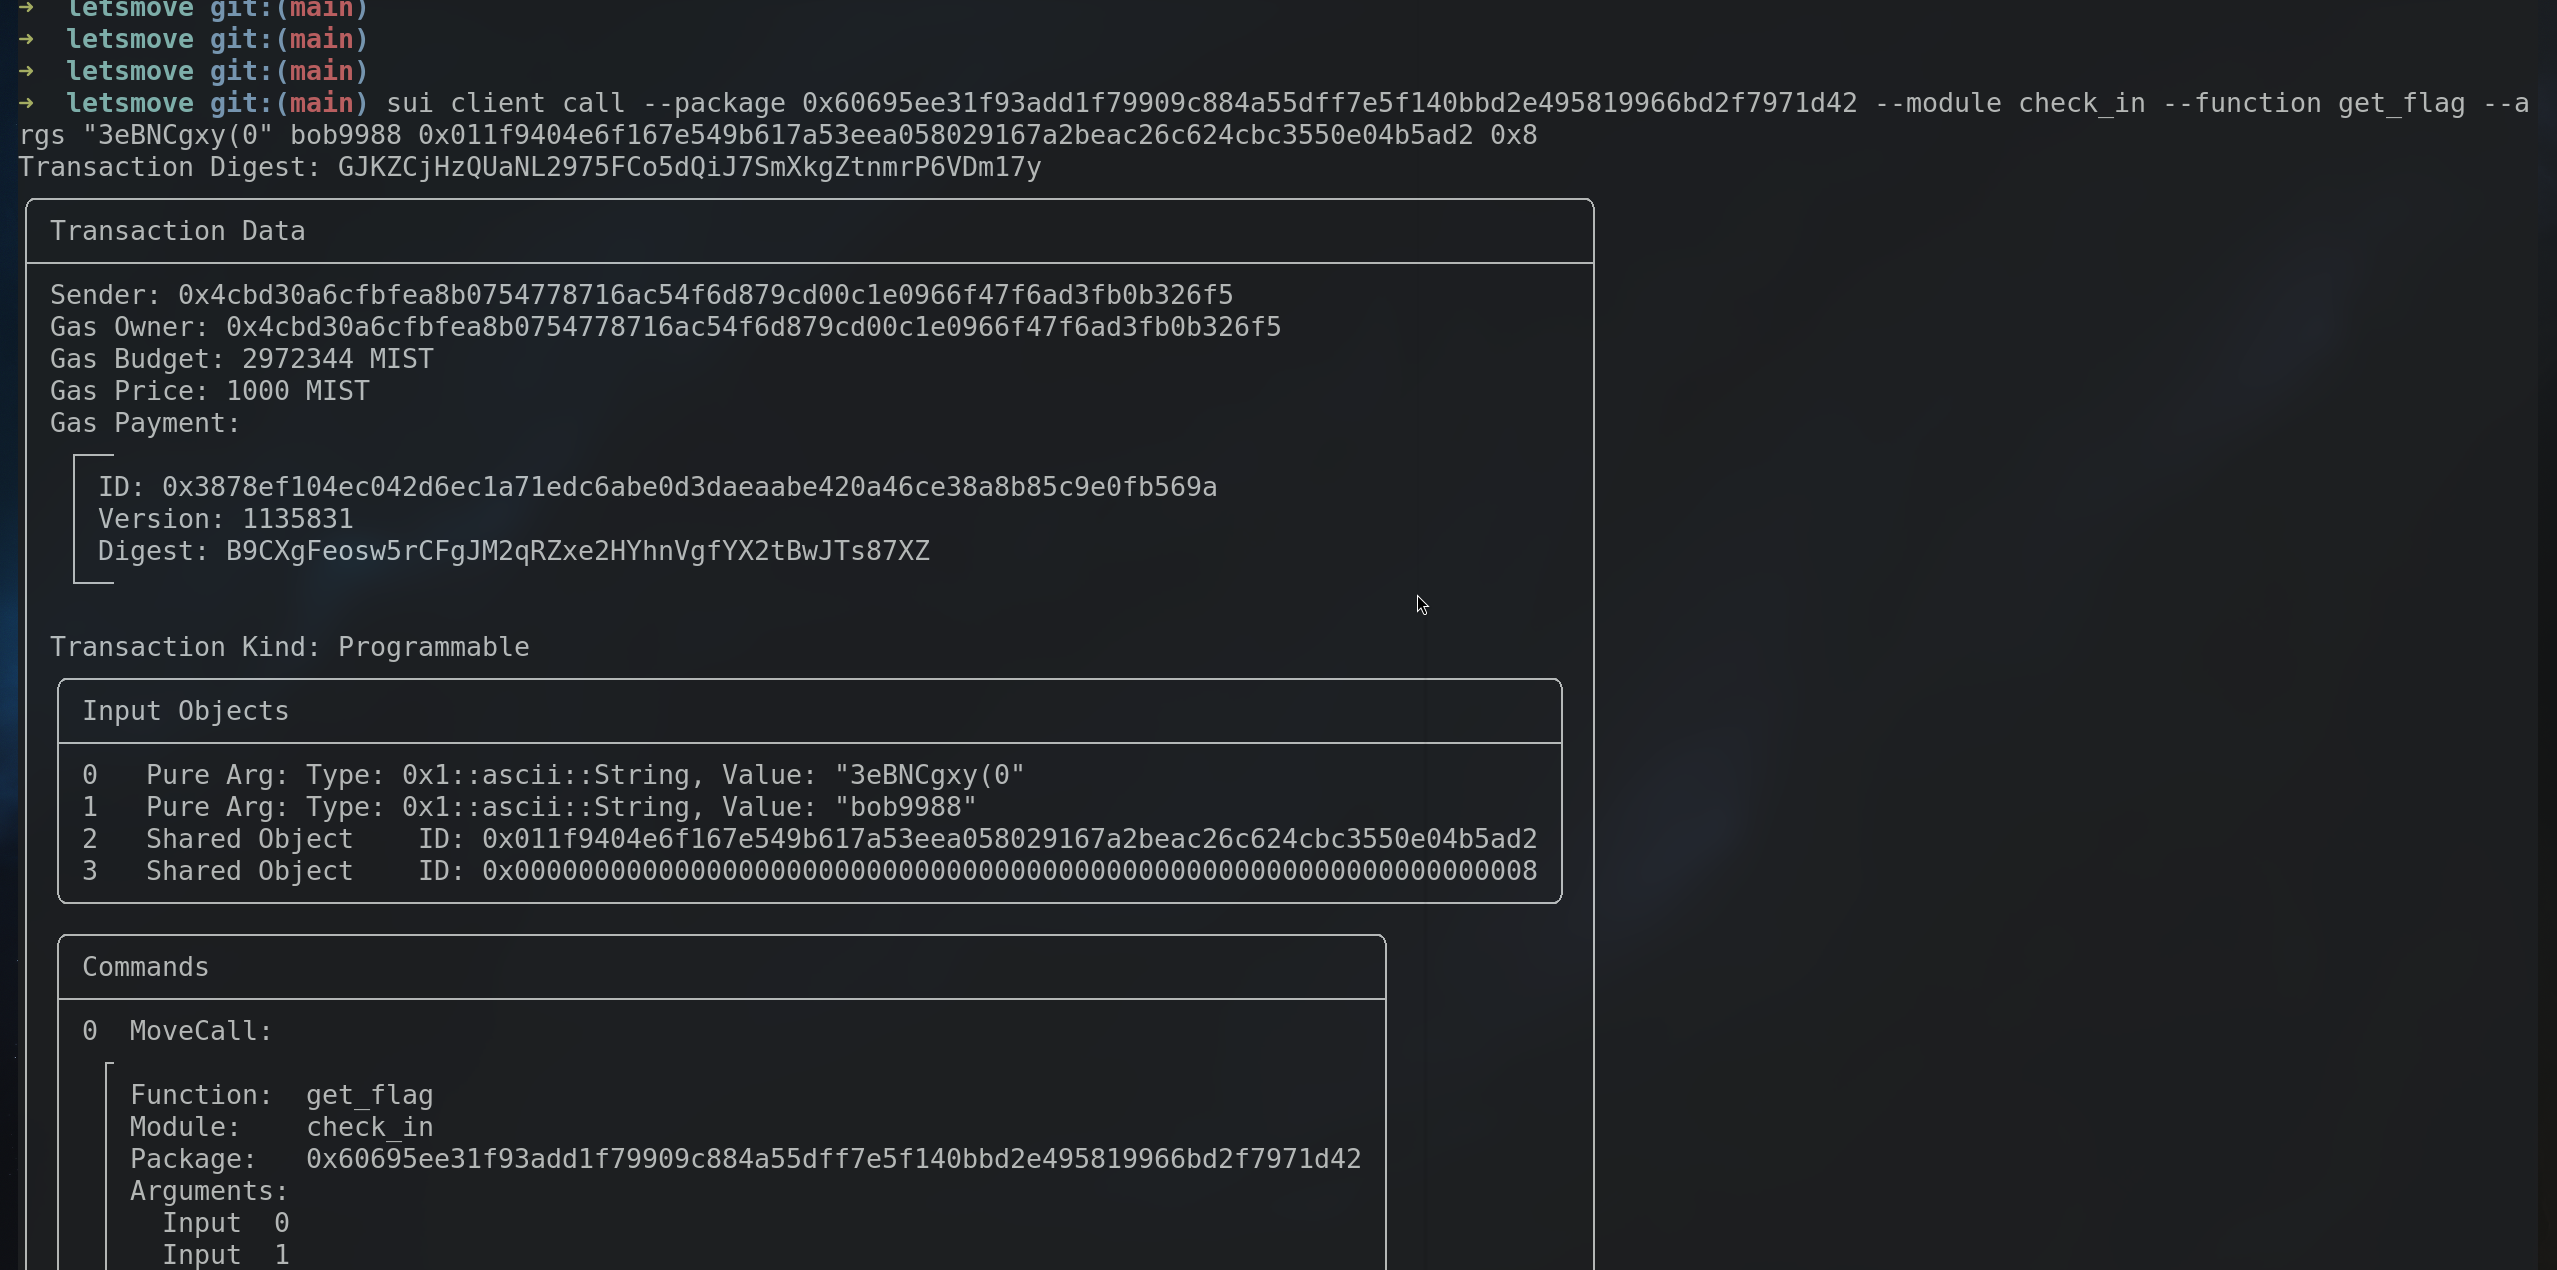 ➜  letsmove git:(main)
➜  letsmove git:(main)
➜  letsmove git:(main)
➜  letsmove git:(main) sui client call --package 0x60695ee31f93add1f79909c884a55dff7e5f140bbd2e495819966bd2f7971d42 --module check_in --function get_flag --a
rgs "3eBNCgxy(0" bob9988 0x011f9404e6f167e549b617a53eea058029167a2beac26c624cbc3550e04b5ad2 0x8
Transaction Digest: GJKZCjHzQUaNL2975FCo5dQiJ7SmXkgZtnmrP6VDm17y
Transaction Data
Sender: 0x4cbd30a6cfbfea8b0754778716ac54f6d879cd00c1e0966f47f6ad3fb0b326f5
Gas Owner: 0x4cbd30a6cfbfea8b0754778716ac54f6d879cd00c1e0966f47f6ad3fb0b326f5
Gas Budget: 2972344 MIST
Gas Price: 1000 MIST
Gas Payment:
ID: 0x3878ef104ec042d6ec1a71edc6abe0d3daeaabe420a46ce38a8b85c9e0fb569a
Version: 1135831
Digest: B9CXgFeosw5rCFgJM2qRZxe2HYhnVgfYX2tBwJTs87XZ
Transaction Kind: Programmable
Input Objects
0   Pure Arg: Type: 0x1::ascii::String, Value: "3eBNCgxy(0"
1   Pure Arg: Type: 0x1::ascii::String, Value: "bob9988"
2   Shared Object    ID: 0x011f9404e6f167e549b617a53eea058029167a2beac26c624cbc3550e04b5ad2
3   Shared Object    ID: 0x0000000000000000000000000000000000000000000000000000000000000008
Commands
0  MoveCall:
Function:  get_flag
Module:    check_in
Package:   0x60695ee31f93add1f79909c884a55dff7e5f140bbd2e495819966bd2f7971d42
Arguments:
Input  0
Input  1